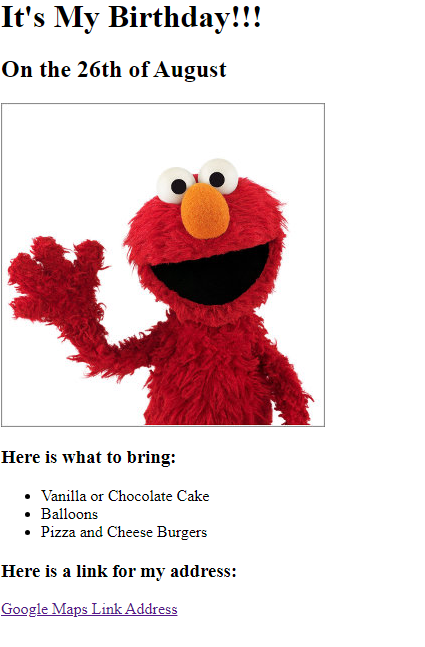 It's My Birthday!!!
On the 26th of August
Here is what to bring:
Vanilla or Chocolate Cake
Balloons
Pizza and Cheese Burgers
Here is a link for my address:
Google Maps Link Address